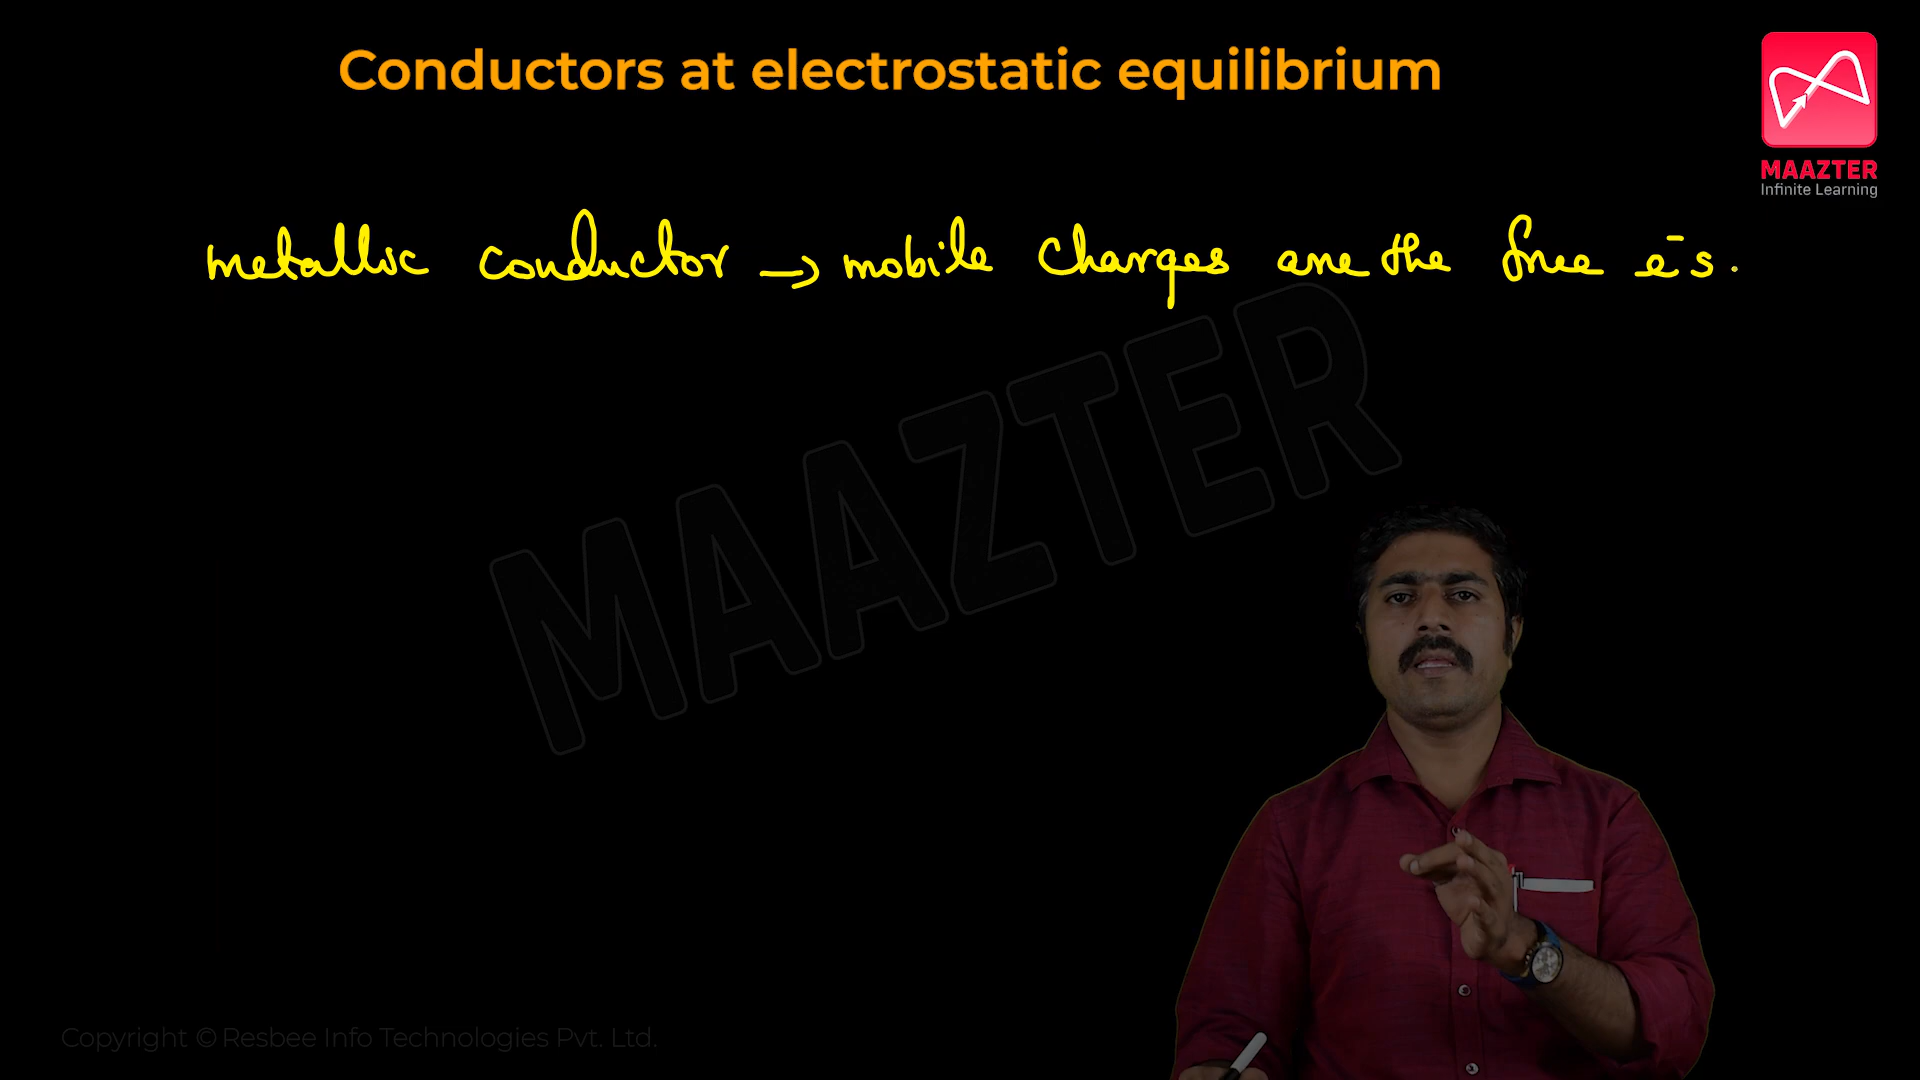 Conductors at electrostatic equilibrium
MAAZTER
Infinite Learning
metallic conductor → mobile charges are the free e⁻s.
MAAZTER
Copyright © Resbee Info Technologies Pvt. Ltd.